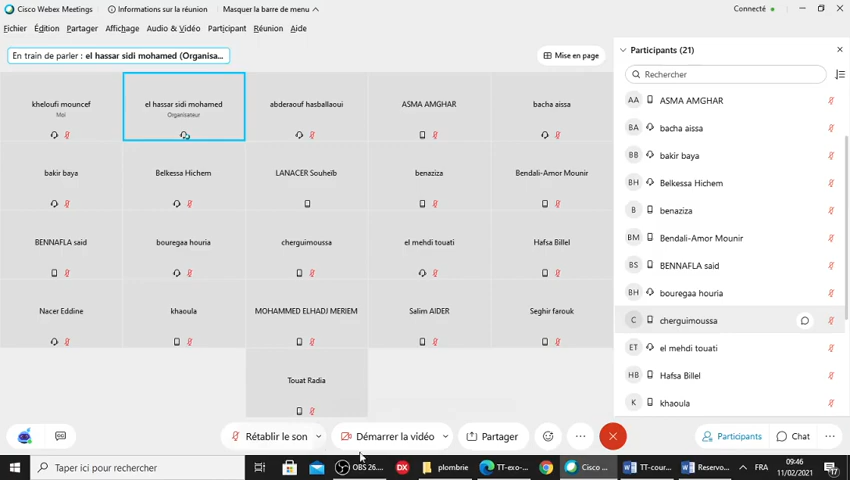 Cisco Webex Meetings
Informations sur la réunion
Masquer la barre de menu
Connecté
Fichier Édition Partager Affichage Audio & Vidéo Participant Réunion Aide
En train de parler : el hassar sidi mohamed (Organisa...
Mise en page
kheloufi mouncef
Moi
el hassar sidi mohamed
Organisateur
abderaouf hasballaoui
ASMA AMGHAR
bacha aissa
bakir baya
Belkessa Hichem
LANACER Souheïb
benaziza
Bendali-Amor Mounir
BENNAFLA said
bouregaa houria
cherguimoussa
el mehdi touati
Hafsa Billel
Nacer Eddine
khaoula
MOHAMMED ELHADJ MERIEM
Salim AIDER
Seghir farouk
Touat Radia
Participants (21)
Rechercher
AA ASMA AMGHAR
BA bacha aissa
BB bakir baya
BH Belkessa Hichem
B benaziza
BM Bendali-Amor Mounir
BS BENNAFLA said
BH bouregaa houria
C cherguimoussa
ET el mehdi touati
HB Hafsa Billel
K khaoula
Rétablir le son
Démarrer la vidéo
Partager
Participants
Chat
Taper ici pour rechercher
OBS 26....
DX
plombrie
TT-exo-...
Cisco ...
TT-cour...
Reservo...
FRA
09:46
11/02/2021
17